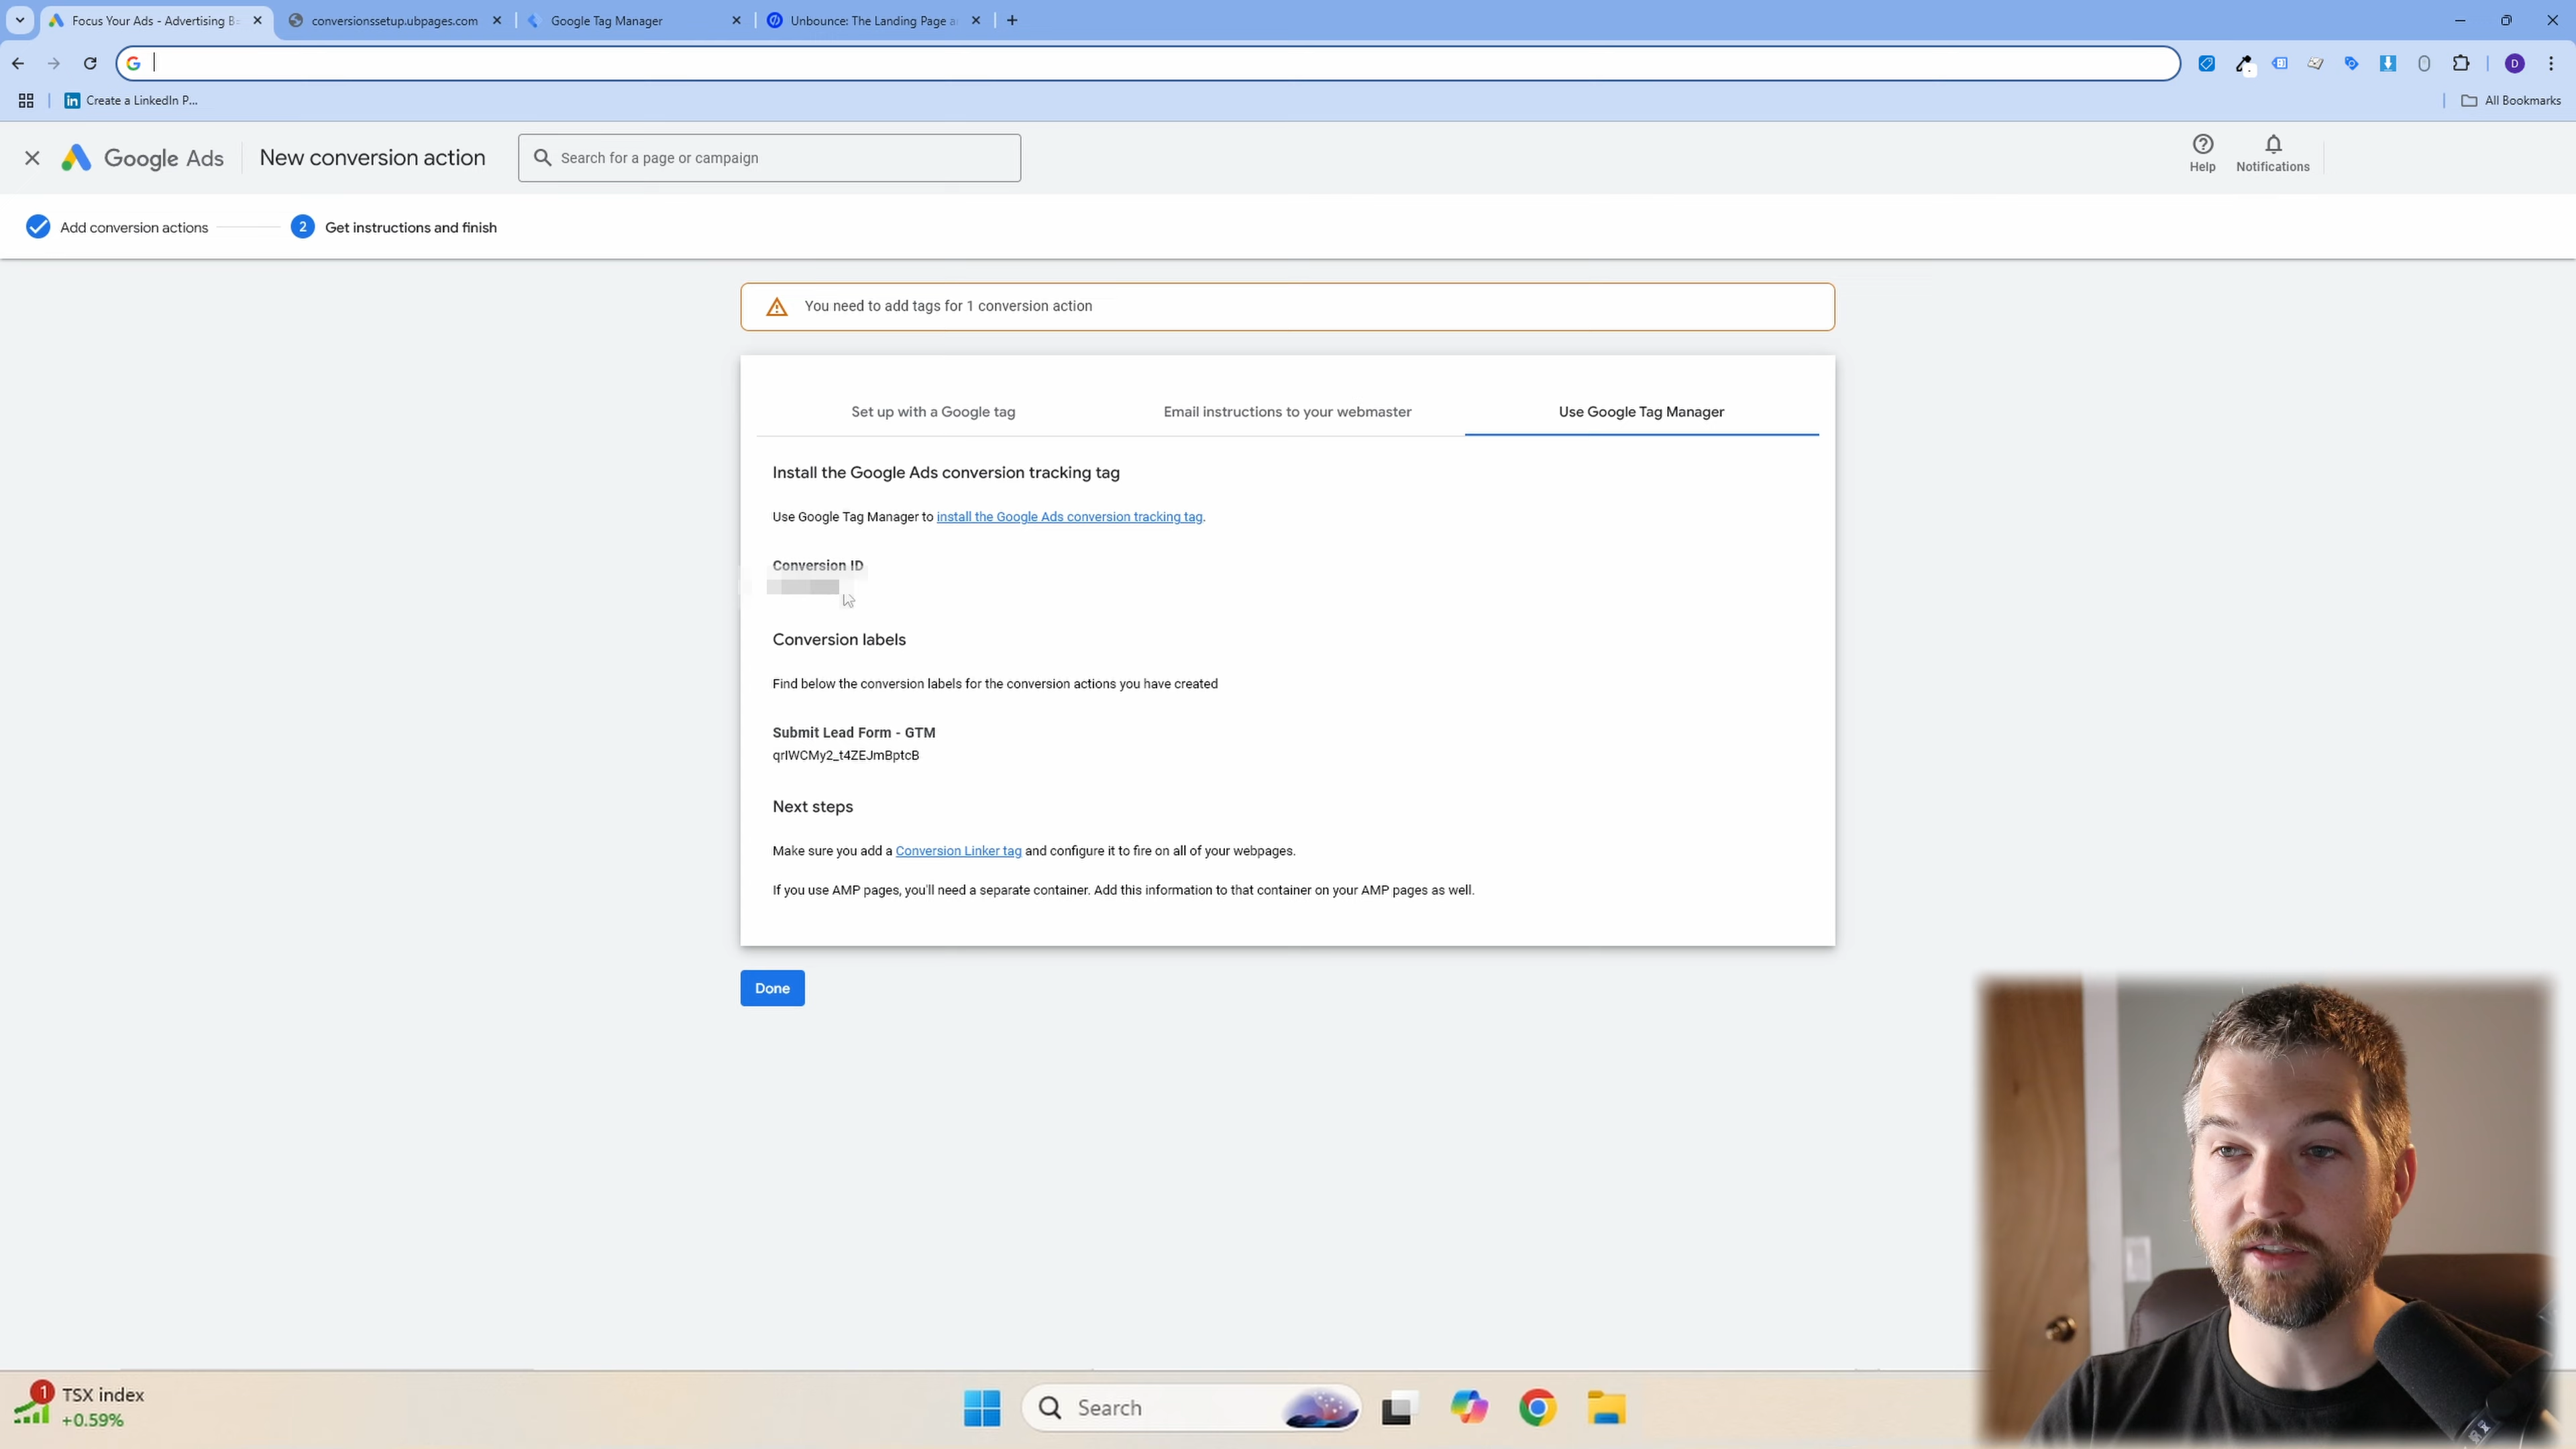 Focus Your Ads - Advertising B
conversionssetup.ubpages.com
Google Tag Manager
Unbounce: The Landing Page a
Create a LinkedIn P...
All Bookmarks
D
Google Ads
New conversion action
Search for a page or campaign
Help
Notifications
Add conversion actions
2
Get instructions and finish
You need to add tags for 1 conversion action
Set up with a Google tag
Email instructions to your webmaster
Use Google Tag Manager
Install the Google Ads conversion tracking tag
Use Google Tag Manager to install the Google Ads conversion tracking tag.
Conversion ID
Conversion labels
Find below the conversion labels for the conversion actions you have created
Submit Lead Form - GTM
qrIWCMy2_t4ZEJmBptcB
Next steps
Make sure you add a Conversion Linker tag and configure it to fire on all of your webpages.
If you use AMP pages, you'll need a separate container. Add this information to that container on your AMP pages as well.
Done
1
TSX index
+0.59%
Search